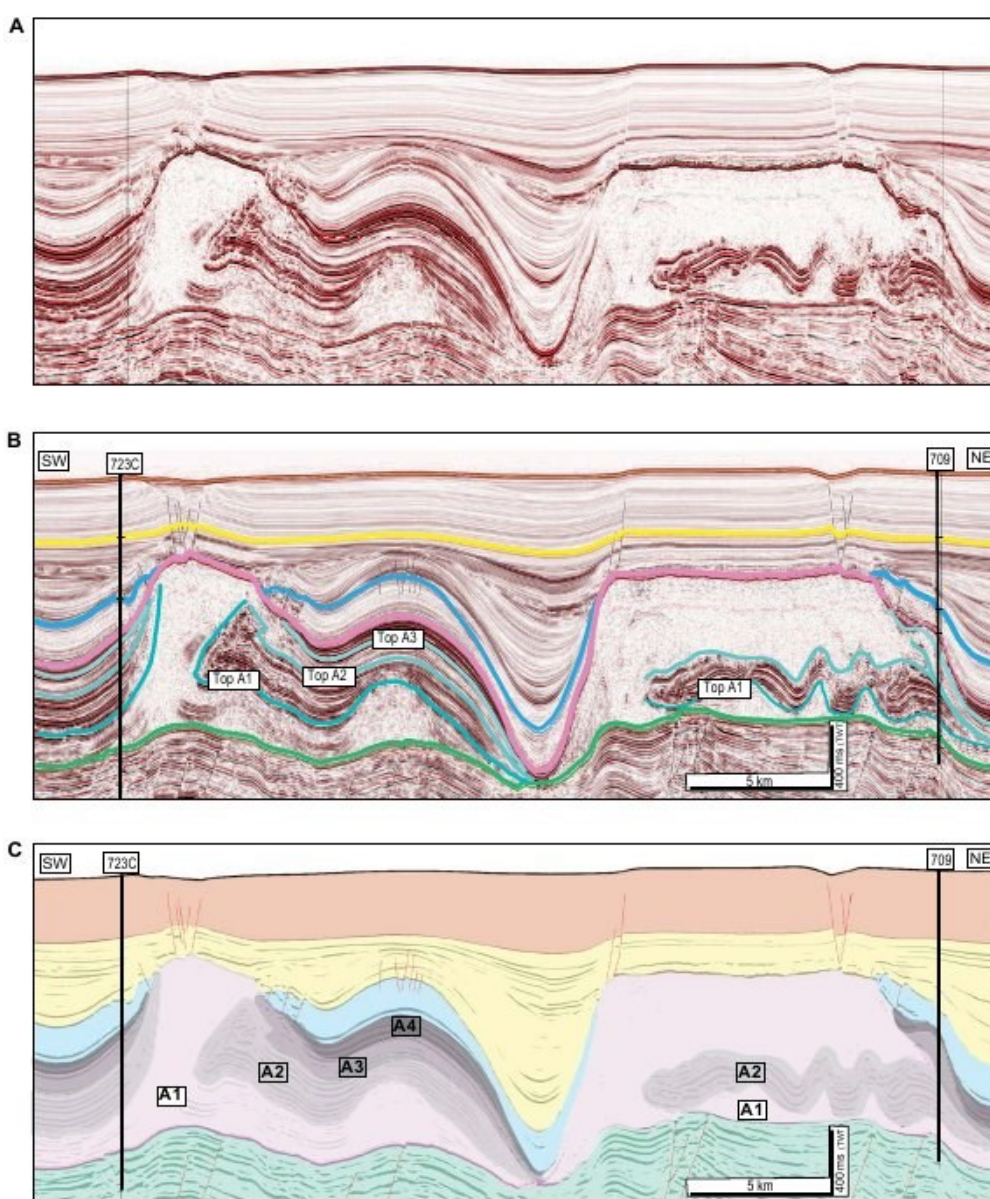 A
B
SW
723C
709
NE
Top A3
Top A1
Top A2
Top A1
5 km
400 ms (TWT
C
SW
723C
709
NE
A4
A3
A2
A2
A1
A1
5 km
400 ms (TWT